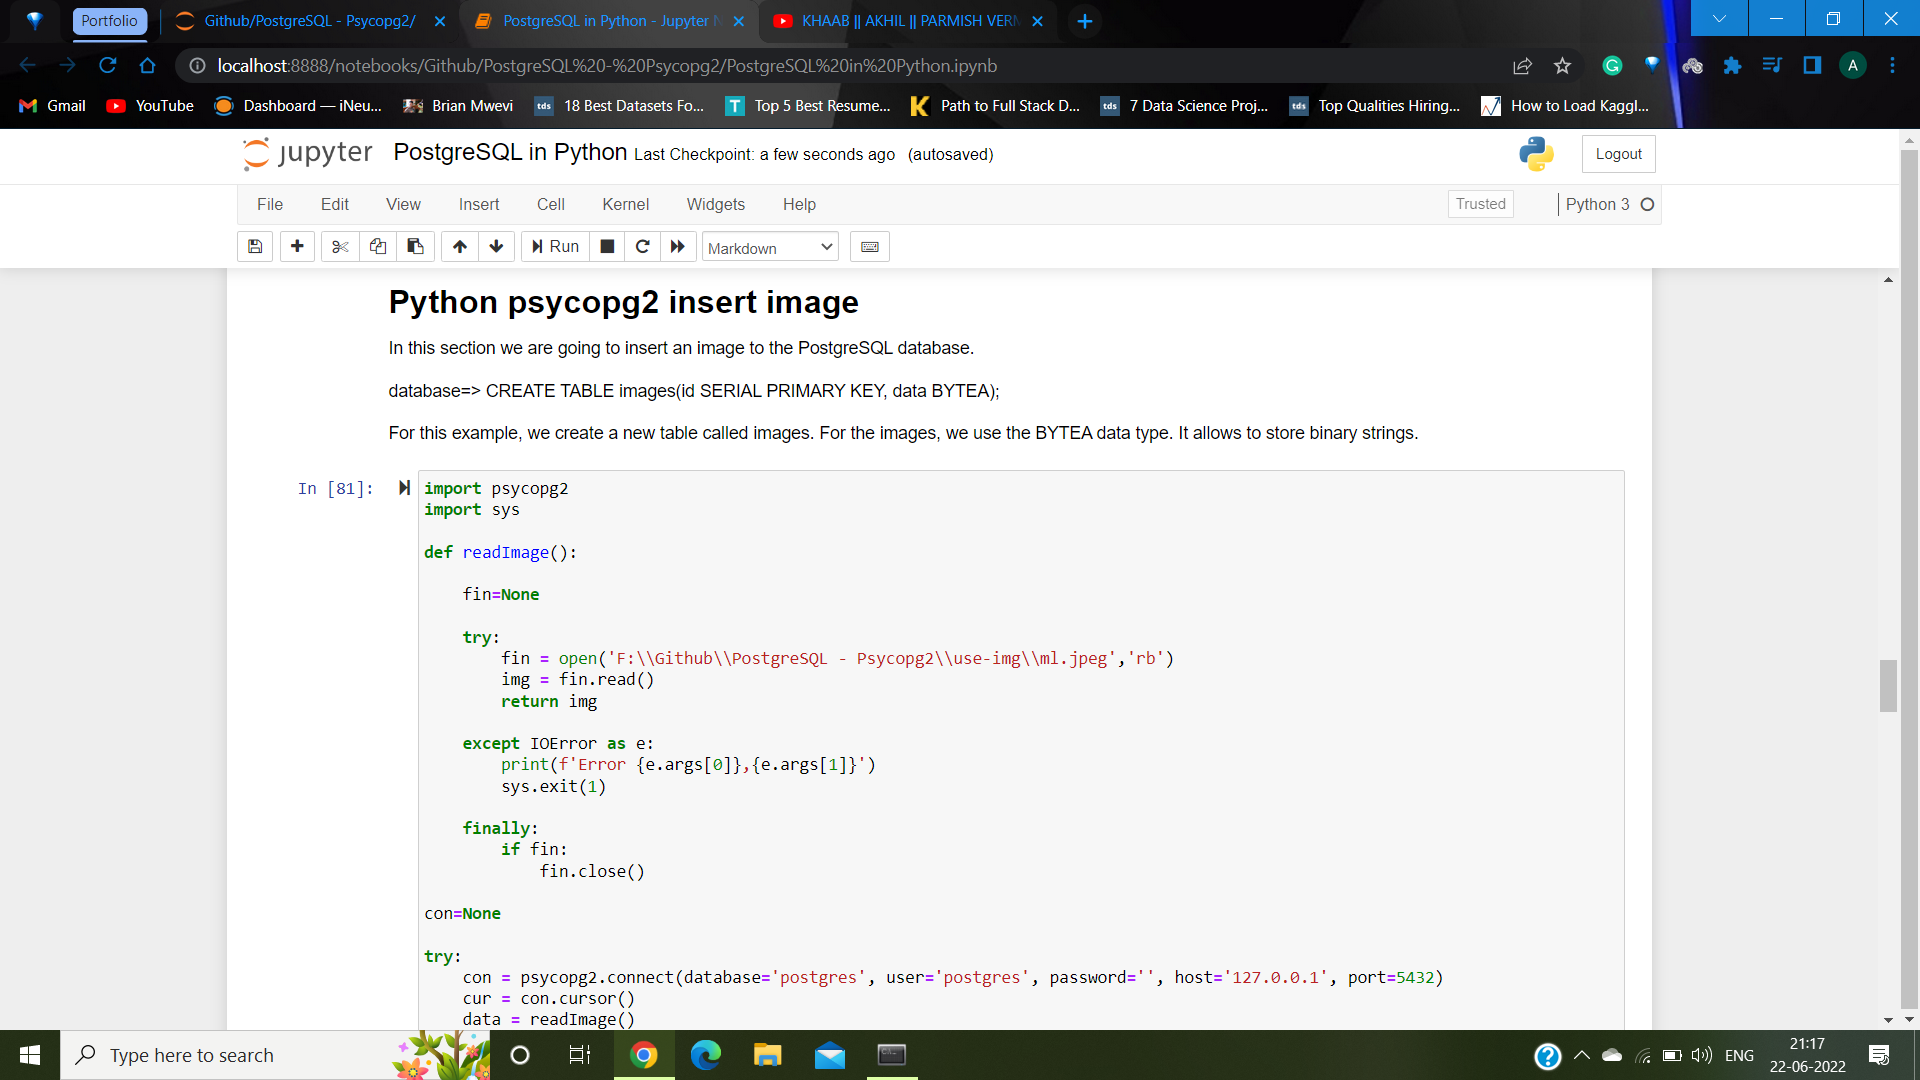 Portfolio
Github/PostgreSQL - Psycopg2/
PostgreSQL in Python - Jupyter N
KHAAB || AKHIL || PARMISH VERM
localhost:8888/notebooks/Github/PostgreSQL%20-%20Psycopg2/PostgreSQL%20in%20Python.ipynb
A
Gmail
YouTube
Dashboard — iNeu...
Brian Mwevi
tds
18 Best Datasets Fo...
T
Top 5 Best Resume...
Path to Full Stack D...
tds
7 Data Science Proj...
tds
Top Qualities Hiring...
How to Load Kaggl...
jupyter
PostgreSQL in Python Last Checkpoint: a few seconds ago (autosaved)
Logout
File Edit View Insert Cell Kernel Widgets Help
Trusted
Python 3
Run
Markdown
Python psycopg2 insert image
In this section we are going to insert an image to the PostgreSQL database.
database=> CREATE TABLE images(id SERIAL PRIMARY KEY, data BYTEA);
For this example, we create a new table called images. For the images, we use the BYTEA data type. It allows to store binary strings.
In [81]:
import psycopg2
import sys
def readImage():
fin=None
try:
fin = open('F:\\Github\\PostgreSQL - Psycopg2\\use-img\\ml.jpeg','rb')
img = fin.read()
return img
except IOError as e:
print(f'Error {e.args[0]},{e.args[1]}')
sys.exit(1)
finally:
if fin:
fin.close()
con=None
try:
con = psycopg2.connect(database='postgres', user='postgres', password='', host='127.0.0.1', port=5432)
cur = con.cursor()
data = readImage()
Type here to search
ENG
21:17
22-06-2022